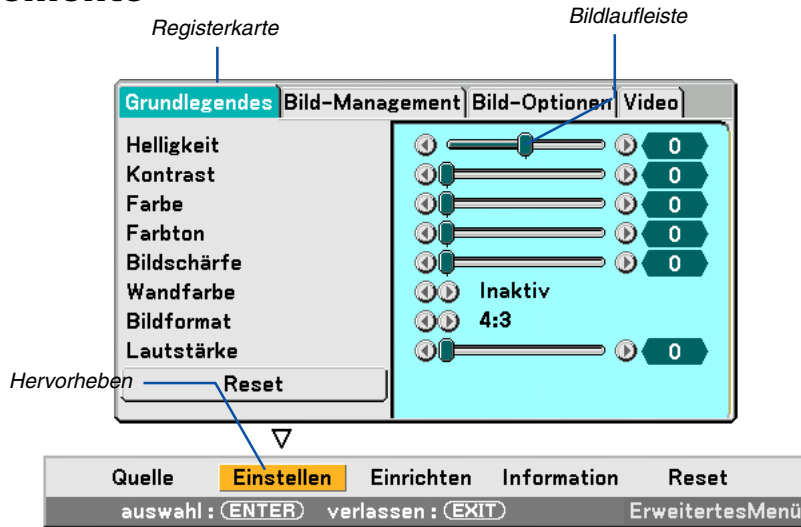 Registerkarte
Bildlaufleiste
Grundlegendes Bild-Management Bild-Optionen Video
Helligkeit 0
Kontrast 0
Farbe 0
Farbton 0
Bildschärfe 0
Wandfarbe Inaktiv
Bildformat 4:3
Lautstärke 0
Hervorheben
Reset
Quelle Einstellen Einrichten Information Reset
auswahl : (ENTER) verlassen : (EXIT) ErweitertesMenü